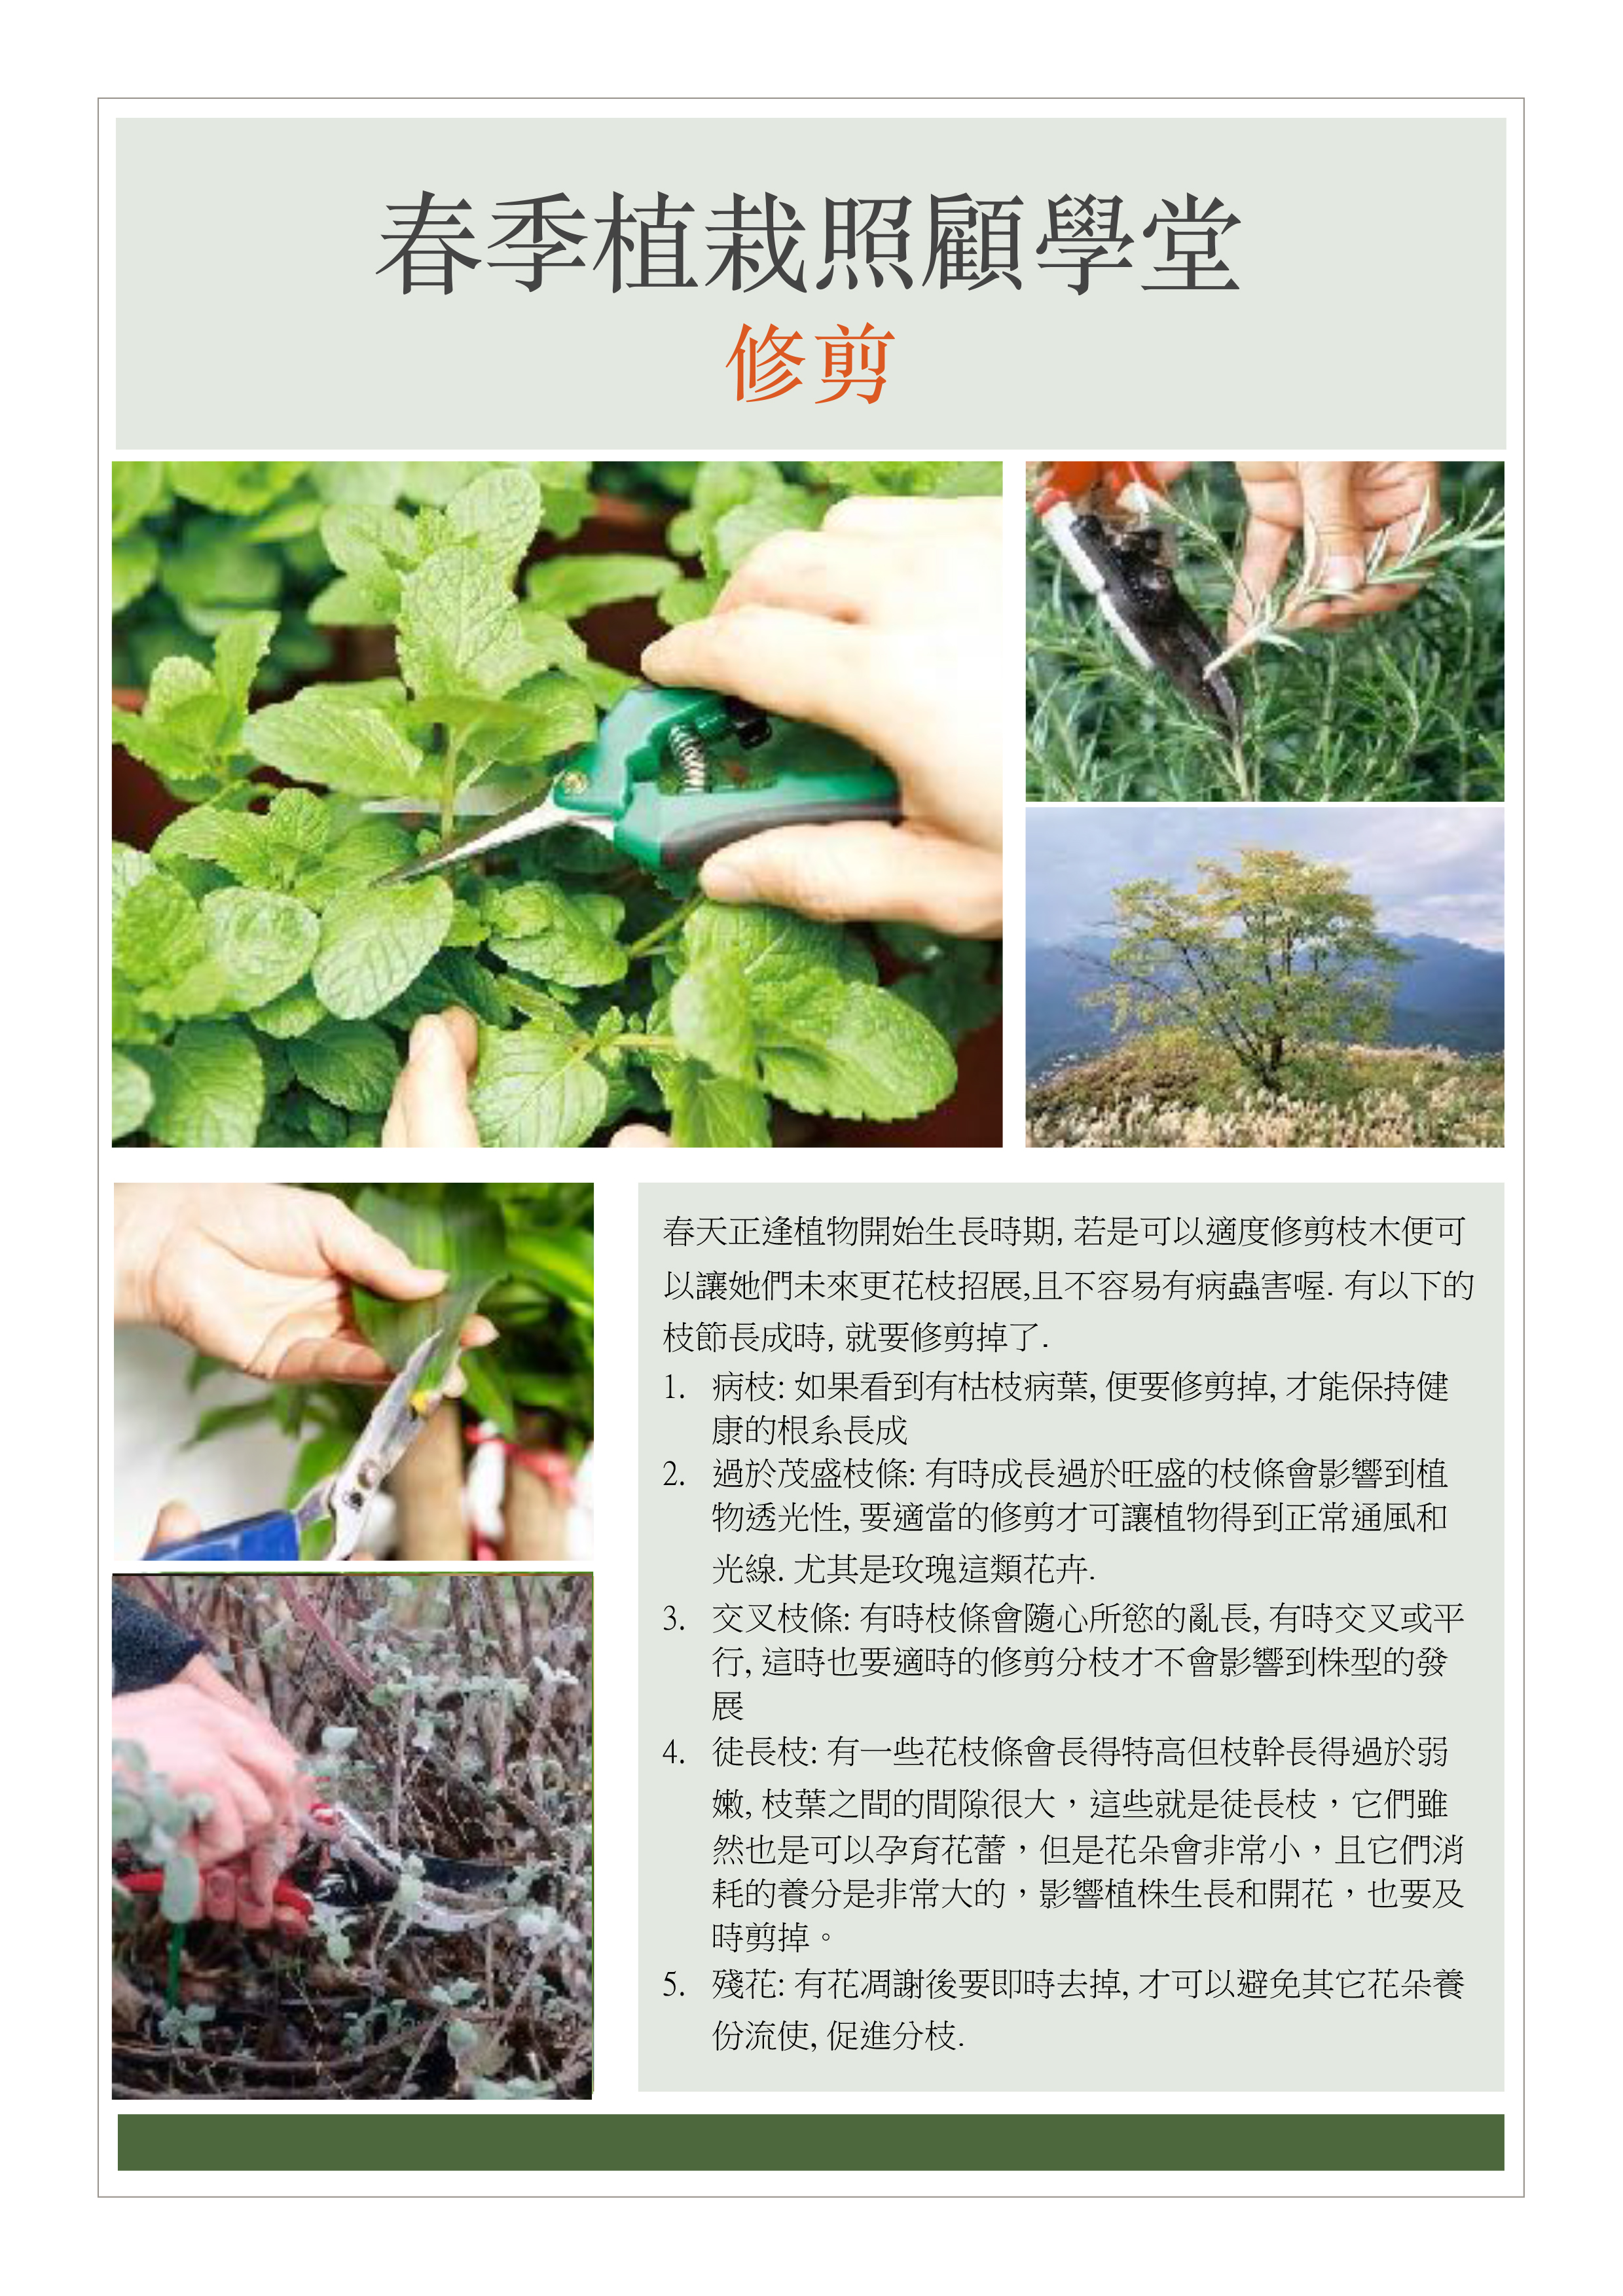 春季植栽照顧學堂
修剪
春天正逢植物開始生長時期, 若是可以適度修剪枝木便可
以讓她們未來更花枝招展,且不容易有病蟲害喔. 有以下的
枝節長成時, 就要修剪掉了.
1. 病枝: 如果看到有枯枝病葉, 便要修剪掉, 才能保持健
康的根系長成
2. 過於茂盛枝條: 有時成長過於旺盛的枝條會影響到植
物透光性, 要適當的修剪才可讓植物得到正常通風和
光線. 尤其是玫瑰這類花卉.
3. 交叉枝條: 有時枝條會隨心所慾的亂長, 有時交叉或平
行, 這時也要適時的修剪分枝才不會影響到株型的發
展
4. 徒長枝: 有一些花枝條會長得特高但枝幹長得過於弱
嫩, 枝葉之間的間隙很大，這些就是徒長枝，它們雖
然也是可以孕育花蕾，但是花朵會非常小，且它們消
耗的養分是非常大的，影響植株生長和開花，也要及
時剪掉。
5. 殘花: 有花凋謝後要即時去掉, 才可以避免其它花朵養
份流使, 促進分枝.